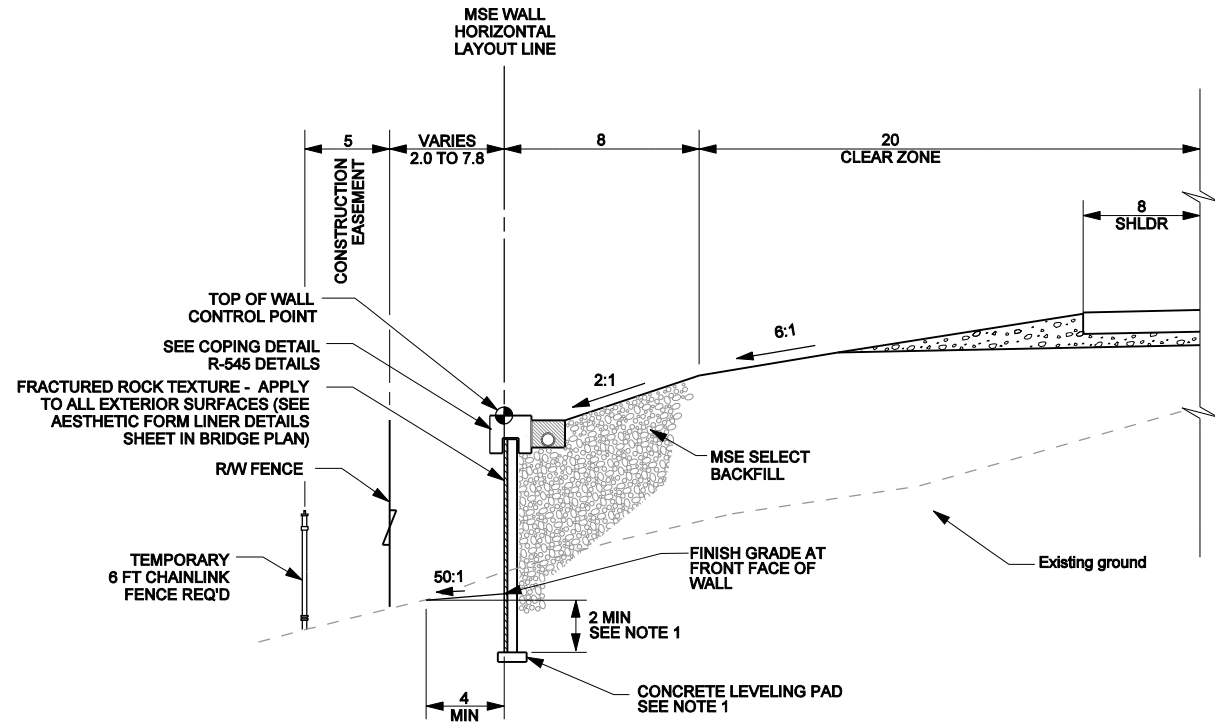 MSE WALL
HORIZONTAL
LAYOUT LINE
5
VARIES
2.0 TO 7.8
8
20
CLEAR ZONE
CONSTRUCTION
EASEMENT
8
SHLDR
TOP OF WALL
CONTROL POINT
SEE COPING DETAIL
R-545 DETAILS
FRACTURED ROCK TEXTURE - APPLY
TO ALL EXTERIOR SURFACES (SEE
AESTHETIC FORM LINER DETAILS
SHEET IN BRIDGE PLAN)
R/W FENCE
6:1
2:1
MSE SELECT
BACKFILL
TEMPORARY
6 FT CHAINLINK
FENCE REQ'D
50:1
FINISH GRADE AT
FRONT FACE OF
WALL
Existing ground
2 MIN
SEE NOTE 1
4
MIN
CONCRETE LEVELING PAD
SEE NOTE 1